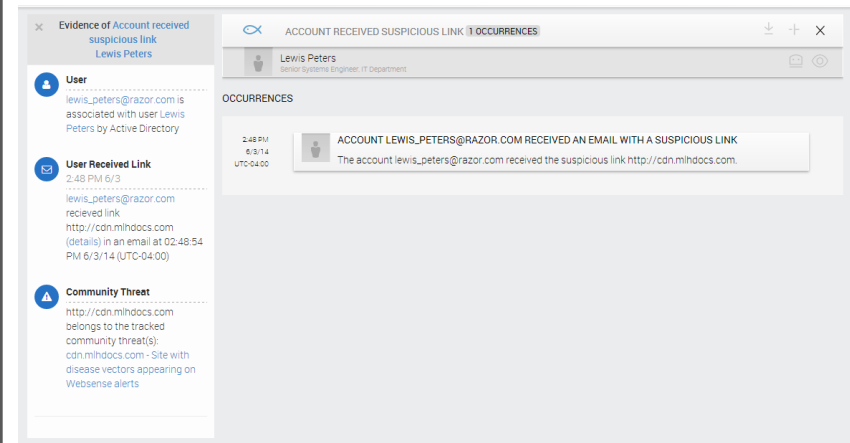 Evidence of Account received
suspicious link
Lewis Peters
User
lewis_peters@razor.com is
associated with user Lewis
Peters by Active Directory
User Received Link
2:48 PM 6/3
lewis_peters@razor.com
recieved link
http://cdn.mlhdocs.com
(details) in an email at 02:48:54
PM 6/3/14 (UTC-04:00)
Community Threat
http://cdn.mlhdocs.com
belongs to the tracked
community threat(s):
cdn.mlhdocs.com - Site with
disease vectors appearing on
Websense alerts
ACCOUNT RECEIVED SUSPICIOUS LINK 1 OCCURRENCES
Lewis Peters
Senior Systems Engineer, IT Department
OCCURRENCES
2:48 PM
6/3/14
UTC-04:00
ACCOUNT LEWIS_PETERS@RAZOR.COM RECEIVED AN EMAIL WITH A SUSPICIOUS LINK
The account lewis_peters@razor.com received the suspicious link http://cdn.mlhdocs.com.